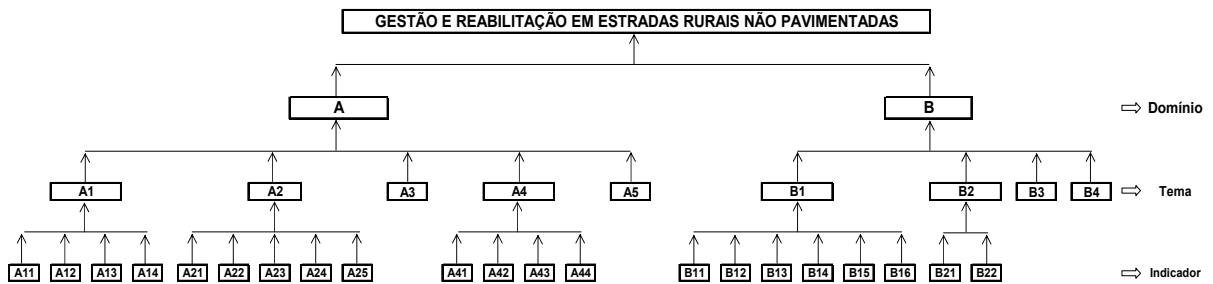 GESTÃO E REABILITAÇÃO EM ESTRADAS RURAIS NÃO PAVIMENTADAS
A B ⇨ Domínio
A1 A2 A3 A4 A5 B1 B2 B3 B4 ⇨ Tema
A11 A12 A13 A14 A21 A22 A23 A24 A25 A41 A42 A43 A44 B11 B12 B13 B14 B15 B16 B21 B22 ⇨ Indicador